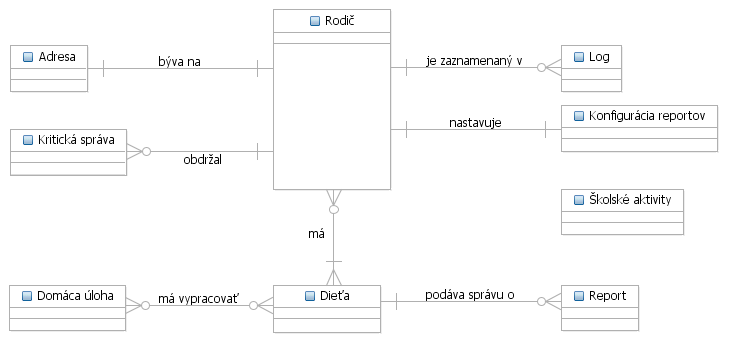 Rodič
Adresa
býva na
je zaznamenaný v
Log
Kritická správa
obdržal
nastavuje
Konfigurácia reportov
Školské aktivity
má
Domáca úloha
má vypracovať
Dieťa
podáva správu o
Report